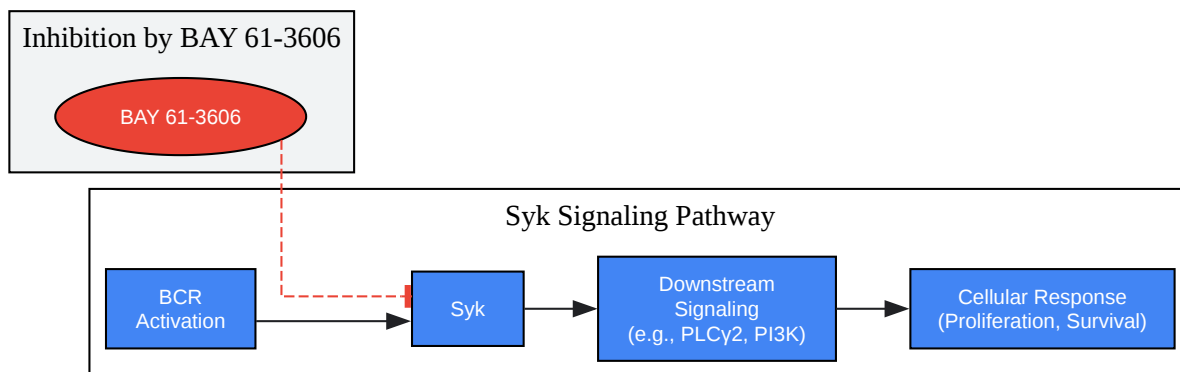 Inhibition by BAY 61-3606
BAY 61-3606
Syk Signaling Pathway
BCR
Activation
Syk
Downstream
Signaling
(e.g., PLCγ2, PI3K)
Cellular Response
(Proliferation, Survival)